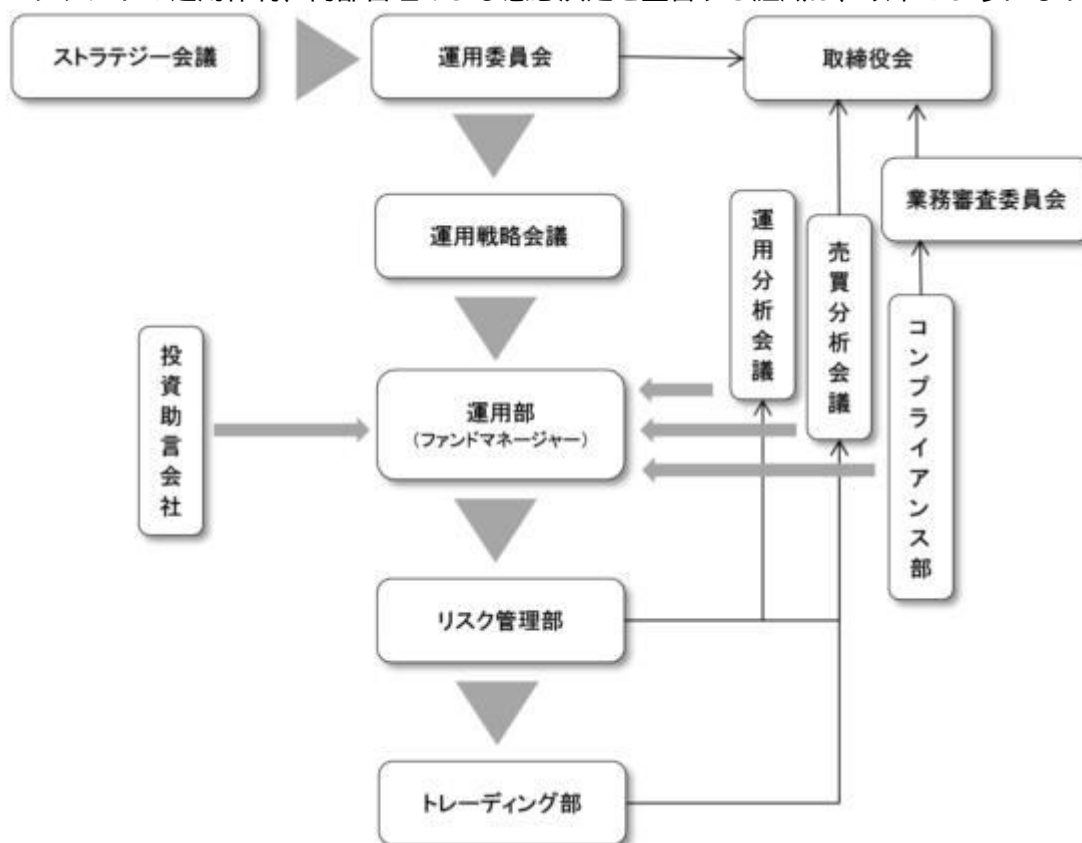 ストラテジー会議
運用委員会
取締役会
業務審査委員会
運用戦略会議
運用分析会議
売買分析会議
コンプライアンス部
投資助言会社
運用部
(ファンドマネージャー)
リスク管理部
トレーディング部